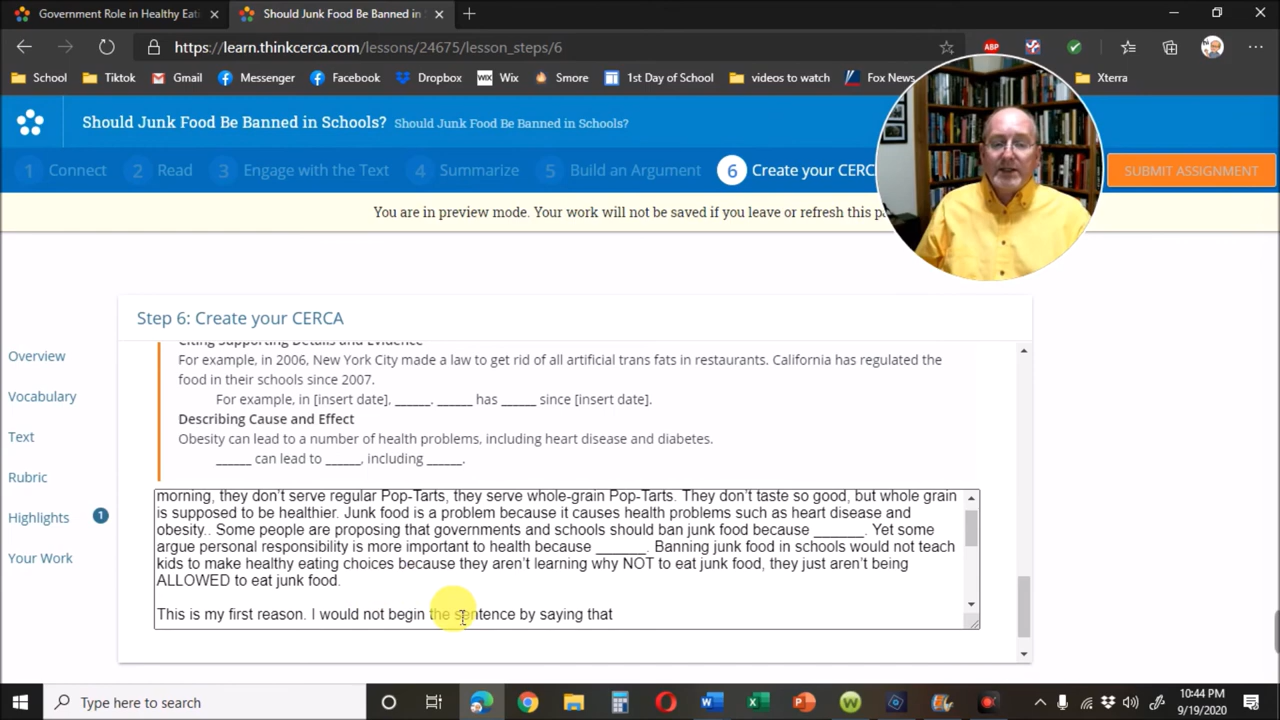 Government Role in Healthy Eati
Should Junk Food Be Banned in S
https://learn.thinkcerca.com/lessons/24675/lesson_steps/6
ABP
School Tiktok Gmail Messenger Facebook Dropbox WIX Wix Smore 1st Day of School videos to watch Fox News Xterra
Should Junk Food Be Banned in Schools? Should Junk Food Be Banned in Schools?
1 Connect 2 Read 3 Engage with the Text 4 Summarize 5 Build an Argument 6 Create your CERC SUBMIT ASSIGNMENT
You are in preview mode. Your work will not be saved if you leave or refresh this p
Step 6: Create your CERCA
Overview
Vocabulary
Text
Rubric
Highlights 1
Your Work
Citing Supporting Details and Evidence
For example, in 2006, New York City made a law to get rid of all artificial trans fats in restaurants. California has regulated the
food in their schools since 2007.
For example, in [insert date], ______. ______ has ______ since [insert date].
Describing Cause and Effect
Obesity can lead to a number of health problems, including heart disease and diabetes.
______ can lead to ______, including ______.
morning, they don't serve regular Pop-Tarts, they serve whole-grain Pop-Tarts. They don't taste so good, but whole grain
is supposed to be healthier. Junk food is a problem because it causes health problems such as heart disease and
obesity.. Some people are proposing that governments and schools should ban junk food because _______. Yet some
argue personal responsibility is more important to health because _______. Banning junk food in schools would not teach
kids to make healthy eating choices because they aren't learning why NOT to eat junk food, they just aren't being
ALLOWED to eat junk food.
This is my first reason. I would not begin the sentence by saying that
Type here to search
10:44 PM
9/19/2020